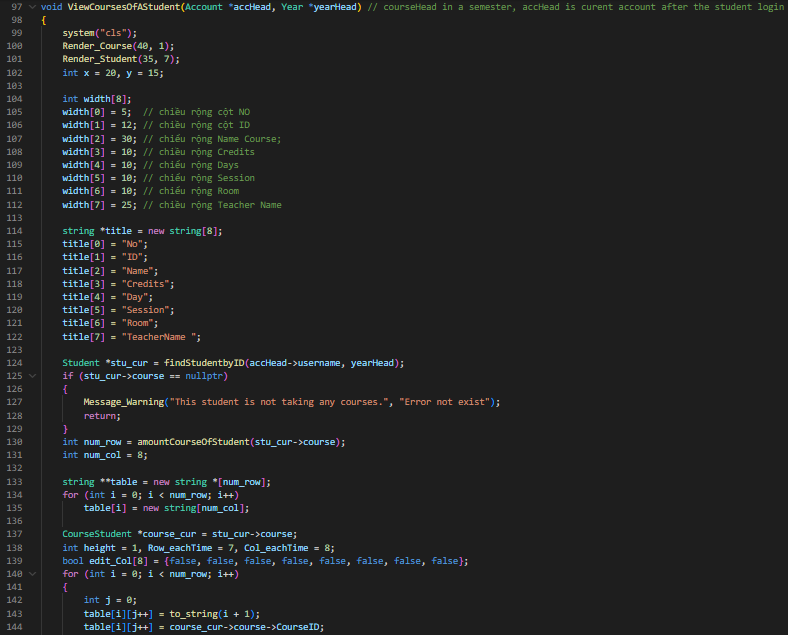 97 void ViewCoursesOfAStudent(Account *accHead, Year *yearHead) // courseHead in a semester, accHead is curent account after the student login
98 {
99 system("cls");
100 Render_Course(40, 1);
101 Render_Student(35, 7);
102 int x = 20, y = 15;
103
104 int width[8];
105 width[0] = 5; // chiều rộng cột NO
106 width[1] = 12; // chiều rộng cột ID
107 width[2] = 30; // chiều rộng Name Course;
108 width[3] = 10; // chiều rộng Credits
109 width[4] = 10; // chiều rộng Days
110 width[5] = 10; // chiều rộng Session
111 width[6] = 10; // chiều rộng Room
112 width[7] = 25; // chiều rộng Teacher Name
113
114 string *title = new string[8];
115 title[0] = "No";
116 title[1] = "ID";
117 title[2] = "Name";
118 title[3] = "Credits";
119 title[4] = "Day";
120 title[5] = "Session";
121 title[6] = "Room";
122 title[7] = "TeacherName ";
123
124 Student *stu_cur = findStudentbyID(accHead->username, yearHead);
125 if (stu_cur->course == nullptr)
126 {
127 Message_Warning("This student is not taking any courses.", "Error not exist");
128 return;
129 }
130 int num_row = amountCourseOfStudent(stu_cur->course);
131 int num_col = 8;
132
133 string **table = new string *[num_row];
134 for (int i = 0; i < num_row; i++)
135 table[i] = new string[num_col];
136
137 CourseStudent *course_cur = stu_cur->course;
138 int height = 1, Row_eachTime = 7, Col_eachTime = 8;
139 bool edit_Col[8] = {false, false, false, false, false, false, false, false};
140 for (int i = 0; i < num_row; i++)
141 {
142 int j = 0;
143 table[i][j++] = to_string(i + 1);
144 table[i][j++] = course_cur->course->CourseID;